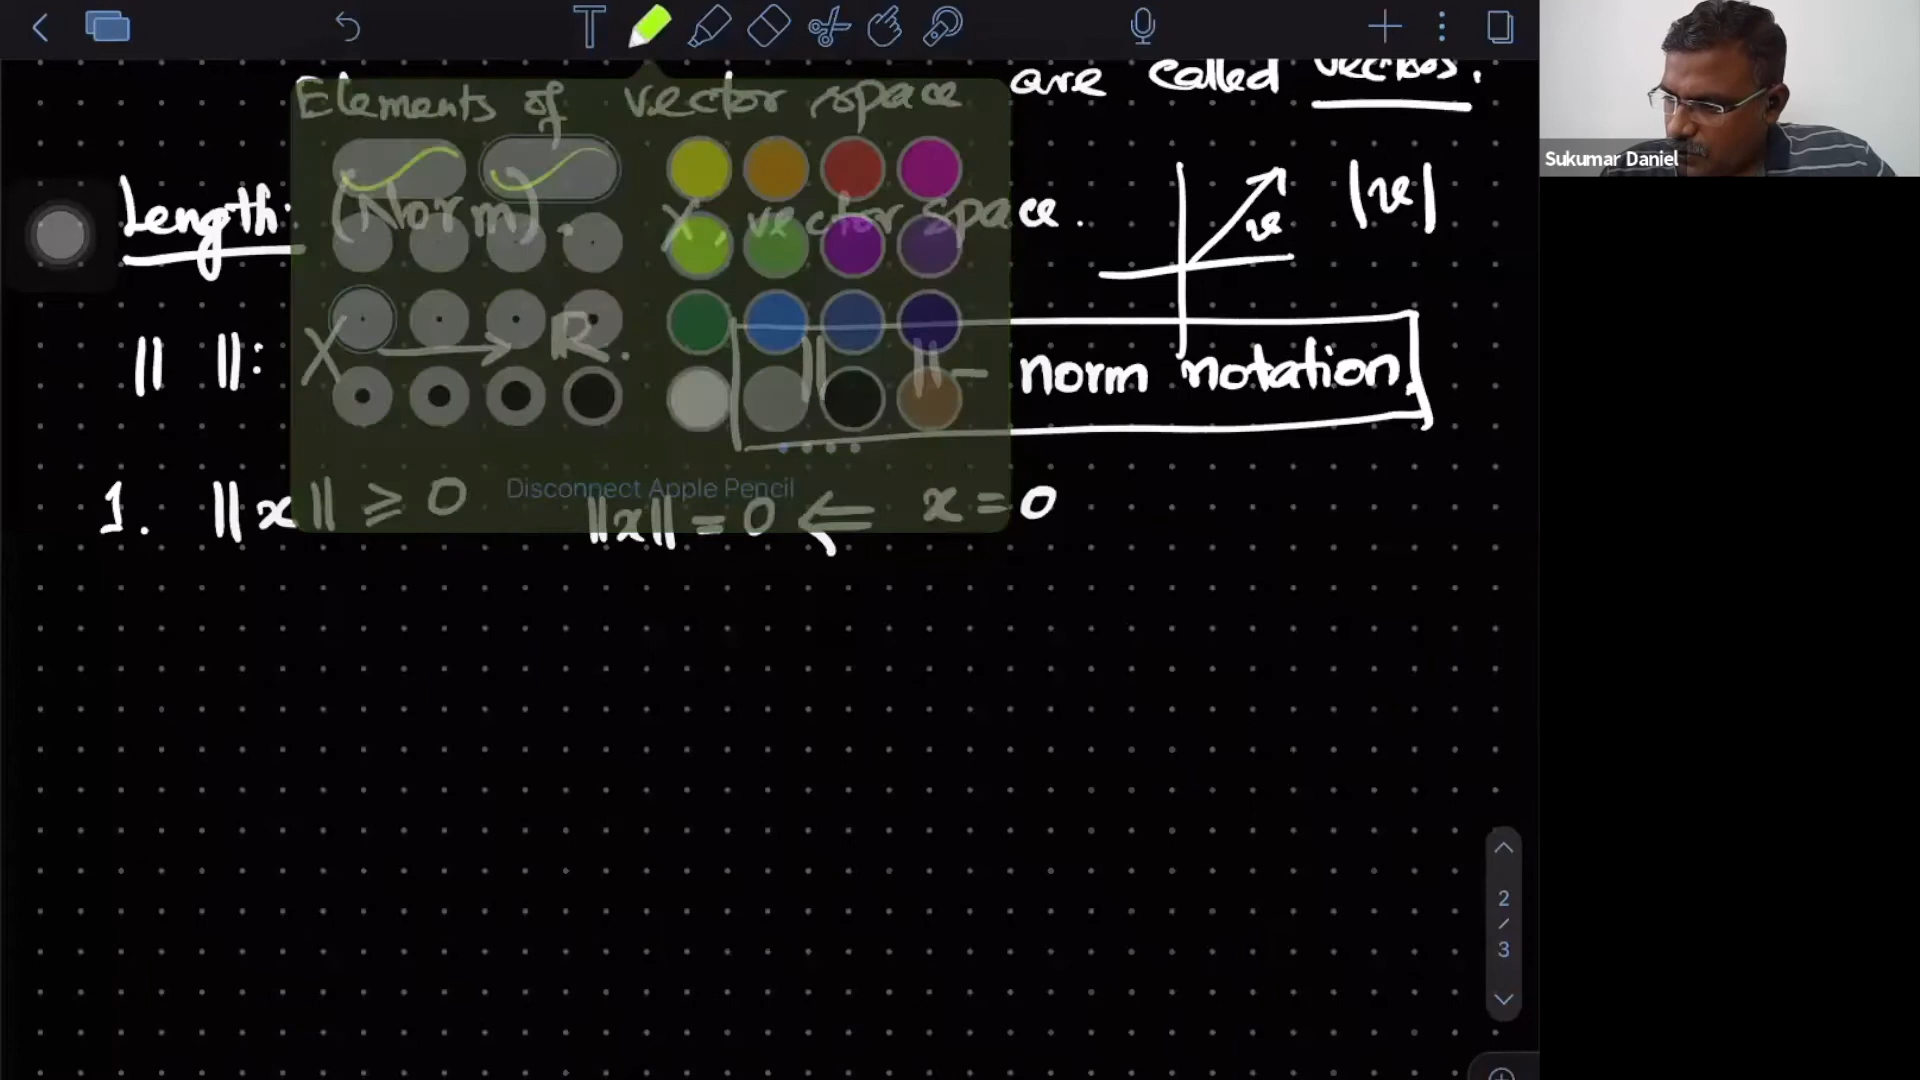 Elements of vector space are called vectors.
Sukumar Daniel
Length: (Norm). X, vector space. v |v|
|| ||: X → R. || || - norm notation.
Disconnect Apple Pencil
1. ||x|| ≥ 0 ||x|| = 0 ⇐ x = 0
2
/
3